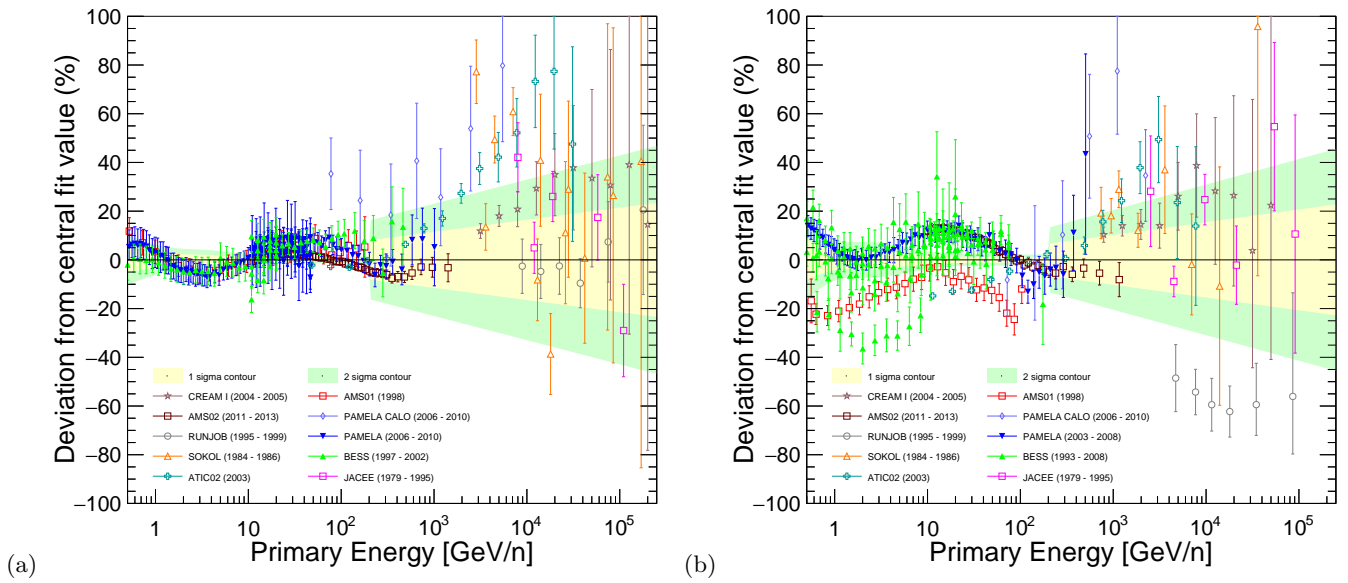 Deviation from central fit value (%)
100
80
60
40
20
0
−20
−40
−60
−80
−100
1 sigma contour
2 sigma contour
CREAM I (2004 - 2005)
AMS01 (1998)
AMS02 (2011 - 2013)
PAMELA CALO (2006 - 2010)
RUNJOB (1995 - 1999)
PAMELA (2006 - 2010)
SOKOL (1984 - 1986)
BESS (1997 - 2002)
ATIC02 (2003)
JACEE (1979 - 1995)
1 10 10² 10³ 10⁴ 10⁵
Primary Energy [GeV/n]
(a)
Deviation from central fit value (%)
100
80
60
40
20
0
−20
−40
−60
−80
−100
1 sigma contour
2 sigma contour
CREAM I (2004 - 2005)
AMS01 (1998)
AMS02 (2011 - 2013)
PAMELA CALO (2006 - 2010)
RUNJOB (1995 - 1999)
PAMELA (2003 - 2008)
SOKOL (1984 - 1986)
BESS (1993 - 2008)
ATIC02 (2003)
JACEE (1979 - 1995)
1 10 10² 10³ 10⁴ 10⁵
Primary Energy [GeV/n]
(b)